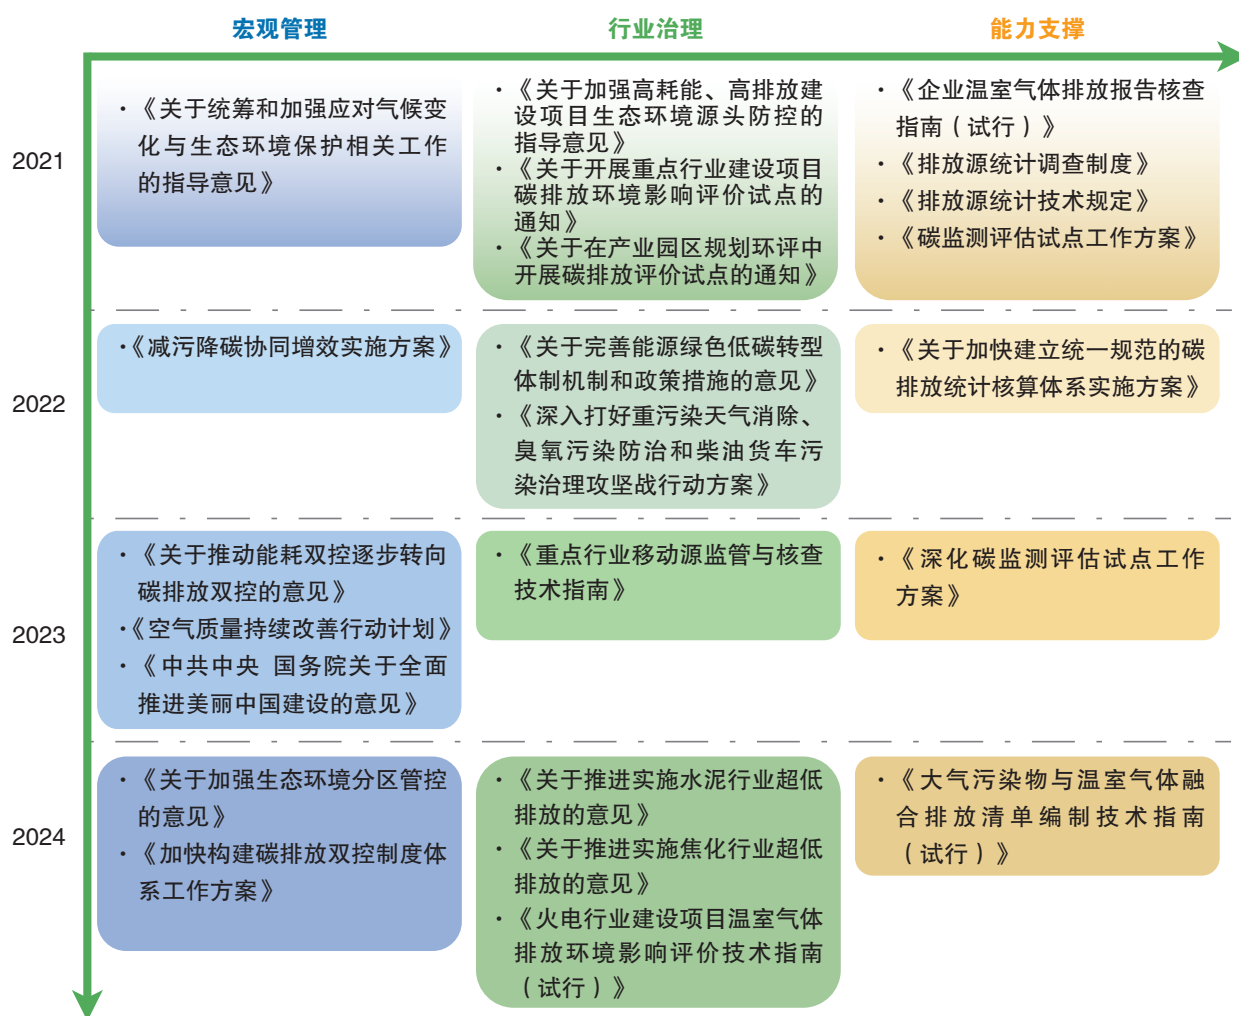 宏观管理
行业治理
能力支撑
2021
·《关于统筹和加强应对气候变
化与生态环境保护相关工作
的指导意见》
·《关于加强高耗能、高排放建
设项目生态环境源头防控的
指导意见》
·《关于开展重点行业建设项目
碳排放环境影响评价试点的
通知》
·《关于在产业园区规划环评中
开展碳排放评价试点的通知》
·《企业温室气体排放报告核查
指南（试行）》
·《排放源统计调查制度》
·《排放源统计技术规定》
·《碳监测评估试点工作方案》
2022
·《减污降碳协同增效实施方案》
·《关于完善能源绿色低碳转型
体制机制和政策措施的意见》
·《深入打好重污染天气消除、
臭氧污染防治和柴油货车污
染治理攻坚战行动方案》
·《关于加快建立统一规范的碳
排放统计核算体系实施方案》
2023
·《关于推动能耗双控逐步转向
碳排放双控的意见》
·《空气质量持续改善行动计划》
·《中共中央 国务院关于全面
推进美丽中国建设的意见》
·《重点行业移动源监管与核查
技术指南》
·《深化碳监测评估试点工作
方案》
2024
·《关于加强生态环境分区管控
的意见》
·《加快构建碳排放双控制度体
系工作方案》
·《关于推进实施水泥行业超低
排放的意见》
·《关于推进实施焦化行业超低
排放的意见》
·《火电行业建设项目温室气体
排放环境影响评价技术指南
（试行）》
·《大气污染物与温室气体融
合排放清单编制技术指南
（试行）》